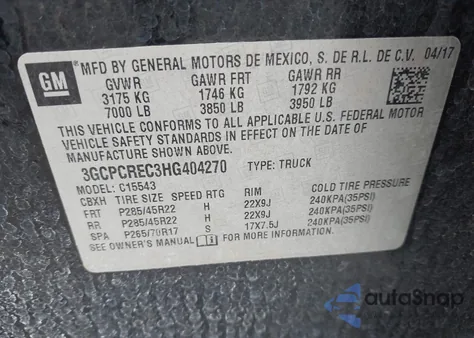 GM
MFD BY GENERAL MOTORS DE MEXICO, S. DE R.L. DE C.V. 04/17
GVWR GAWR FRT GAWR RR
3175 KG 1746 KG 1792 KG
7000 LB 3850 LB 3950 LB
THIS VEHICLE CONFORMS TO ALL APPLICABLE U.S. FEDERAL MOTOR
VEHICLE SAFETY STANDARDS IN EFFECT ON THE DATE OF
MANUFACTURE SHOWN ABOVE.
3GCPCREC3HG404270 TYPE: TRUCK
MODEL: C15543
CBXH TIRE SIZE SPEED RTG RIM COLD TIRE PRESSURE
FRT P285/45R22 H 22X9J 240KPA(35PSI)
RR P285/45R22 H 22X9J 240KPA(35PSI)
SPA P265/70R17 S 17X7.5J 240KPA(35PSI)
SEE OWNER'S MANUAL FOR MORE INFORMATION.
autoSnap